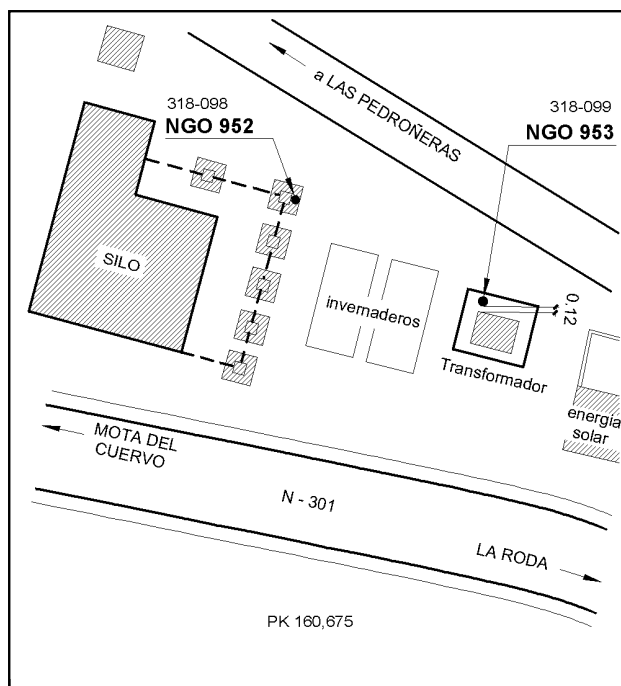 a LAS PEDROÑERAS
318-098
NGO 952
318-099
NGO 953
SILO
invernaderos
0.12
Transformador
energía
solar
MOTA DEL
CUERVO
N - 301
LA RODA
PK 160,675